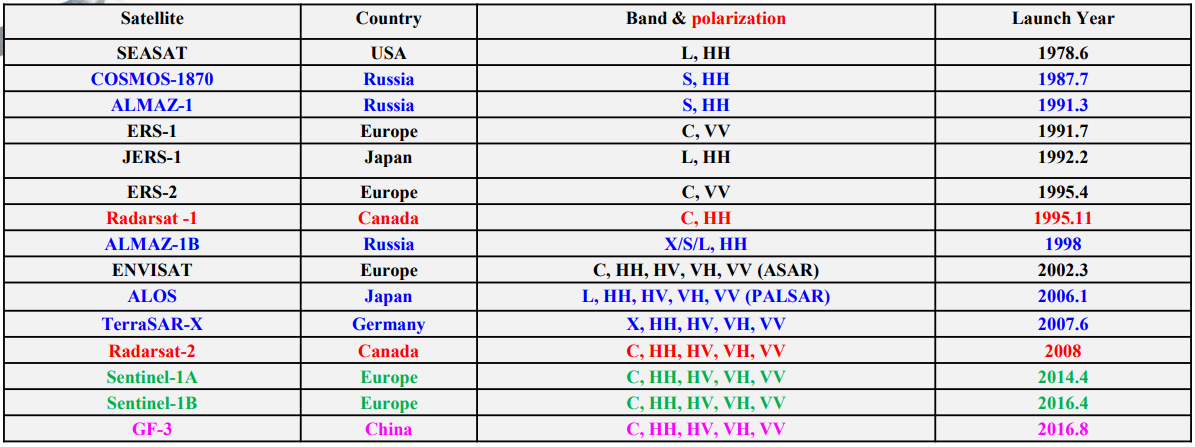 Satellite Country Band & polarization Launch Year
SEASAT USA L, HH 1978.6
COSMOS-1870 Russia S, HH 1987.7
ALMAZ-1 Russia S, HH 1991.3
ERS-1 Europe C, VV 1991.7
JERS-1 Japan L, HH 1992.2
ERS-2 Europe C, VV 1995.4
Radarsat -1 Canada C, HH 1995.11
ALMAZ-1B Russia X/S/L, HH 1998
ENVISAT Europe C, HH, HV, VH, VV (ASAR) 2002.3
ALOS Japan L, HH, HV, VH, VV (PALSAR) 2006.1
TerraSAR-X Germany X, HH, HV, VH, VV 2007.6
Radarsat-2 Canada C, HH, HV, VH, VV 2008
Sentinel-1A Europe C, HH, HV, VH, VV 2014.4
Sentinel-1B Europe C, HH, HV, VH, VV 2016.4
GF-3 China C, HH, HV, VH, VV 2016.8